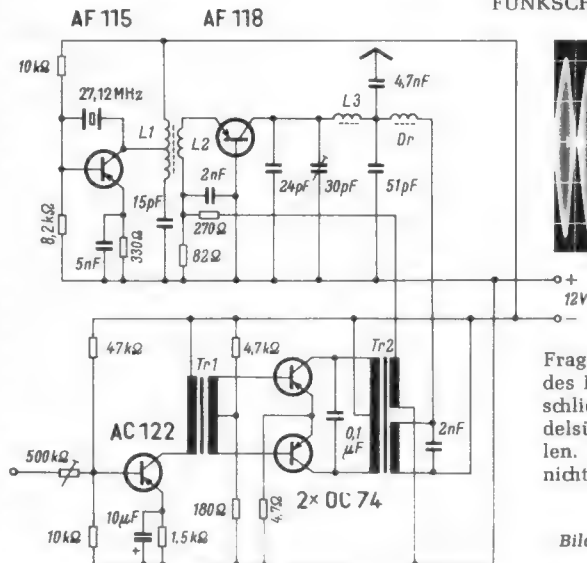 FUNKSCH
AF 115 AF 118
10kΩ
27,12MHz
L1
L2
L3
4,7nF
Dr
2nF
15pF
24pF
30pF
51pF
270Ω
8,2kΩ
5nF
330Ω
82Ω
+
12V
−
47kΩ
Tr1
4,7kΩ
Tr2
AC 122
500kΩ
0,1
µF
2nF
2× OC 74
10kΩ
10µF
+
1,5kΩ
180Ω
4,7Ω
Frag
des
schlie
delsü
len.
nicht
Bild